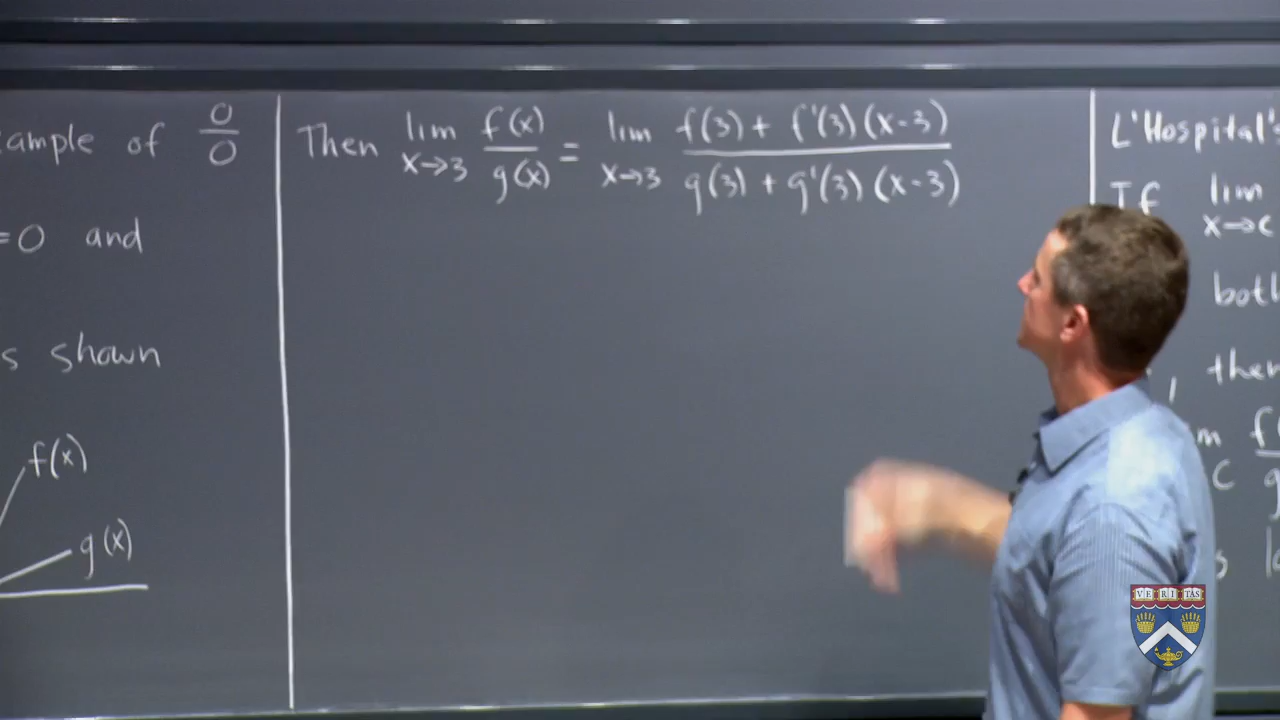 ample of 0/0
=0 and
s shown
f(x)
g(x)
Then lim x→3 f(x)/g(x) = lim x→3 f(3) + f'(3)(x-3) / g(3) + g'(3)(x-3)
L'Hospital's
If lim x→c
both
, then
C
VERITAS